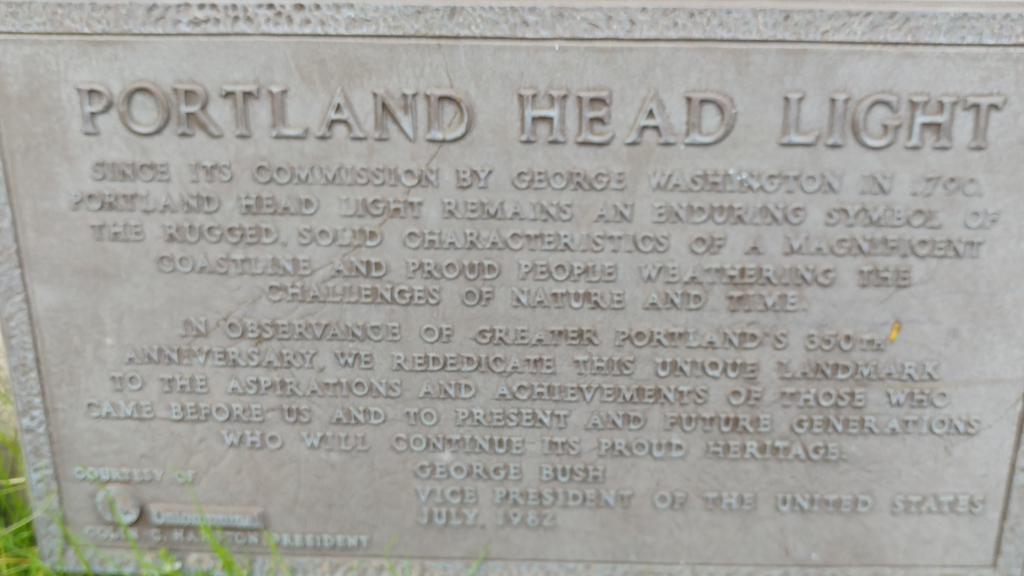 PORTLAND HEAD LIGHT
SINCE ITS COMMISSION BY GEORGE WASHINGTON IN 1790,
PORTLAND HEAD LIGHT REMAINS AN ENDURING SYMBOL OF
THE RUGGED, SOLID CHARACTERISTICS OF A MAGNIFICENT
COASTLINE AND PROUD PEOPLE WEATHERING THE
CHALLENGES OF NATURE AND TIME.
IN OBSERVANCE OF GREATER PORTLAND'S 350TH
ANNIVERSARY, WE REDEDICATE THIS UNIQUE LANDMARK
TO THE ASPIRATIONS AND ACHIEVEMENTS OF THOSE WHO
CAME BEFORE US AND TO PRESENT AND FUTURE GENERATIONS
WHO WILL CONTINUE ITS PROUD HERITAGE.
GEORGE BUSH
VICE PRESIDENT OF THE UNITED STATES
JULY, 1982
COURTESY OF
COLIN C. HAMPTON PRESIDENT